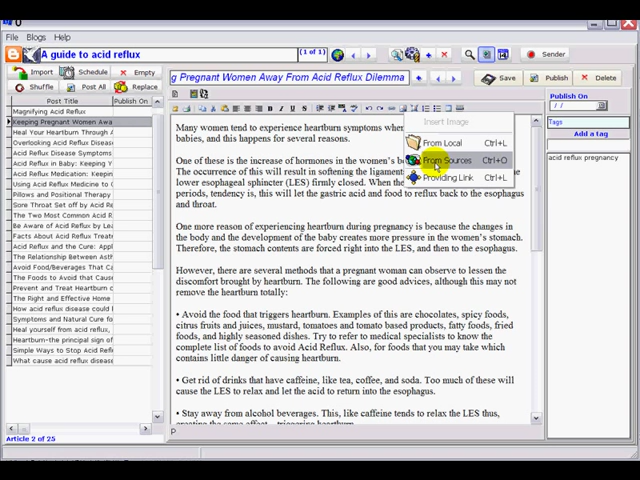 File Blogs Help
A guide to acid reflux
(1 of 1)
Sender
Import Schedule Empty
Shuffle Post All Replace
g Pregnant Women Away From Acid Reflux Dilemma
Save Publish Delete
Post Title Publish On
Magnifying Acid Reflux
Keeping Pregnant Women Awa
Heal Your Heartburn Through A
Overlooking Acid Reflux Disea
Acid Reflux Disease Symptoms
Acid Reflux in Baby: Keeping Y
Acid Reflux Medication: Recogni
Pillows and Acid Reflux
Sore Throat Set off by Acid Ref
The Two Most Common Acid R
Be Aware of Acid Reflux by Lea
Acid Reflux that Happens Throu
Acid Reflux and the Cure: Appl
The Relationship Between Asth
Avoid Food/Beverages That Ca
The Foods to Avoid that Cause
Prevent and Treat Heartburn c
The Right and Effective Home
How acid reflux disease could
Symptoms and Natural Cure fo
Heal yourself from acid reflux,
Heartburn-the principal sign of
Simple Ways to Stop Acid Refl
What cause acid reflux disease
Article 2 of 25
Insert Image
From Local Ctrl+L
From Sources Ctrl+O
Providing Link Ctrl+L
Many women tend to experience heartburn symptoms when
babies, and this happens for several reasons.
One of these is the increase of hormones in the women's b
The occurrence of this will result in softening the ligament
lower esophageal sphincter (LES) firmly closed. When the
periods, tendency is, this will let the gastric acid and food to reflux back to the esophagus
and throat.
One more reason of experiencing heartburn during pregnancy is because the changes in
the body and the development of the baby creates more pressure in the women's stomach.
Therefore, the stomach contents are forced right into the LES, and then to the esophagus.
However, there are several methods that a pregnant woman can observe to lessen the
discomfort brought by heartburn. The following are good advices, although this may not
remove the heartburn totally:
• Avoid the food that triggers heartburn. Examples of this are chocolates, spicy foods,
citrus fruits and juices, mustard, tomatoes and tomato based products, fatty foods, fried
foods, and highly seasoned dishes. Try to refer to medical specialists to know the
complete list of foods to avoid Acid Reflux. Also, for foods that you may take which
contains little danger of causing heartburn.
• Get rid of drinks that have caffeine, like tea, coffee, and soda. Too much of these will
cause the LES to relax and let the acid to return into the esophagus.
• Stay away from alcohol beverages. This, like caffeine tends to relax the LES thus,
creating the same effect – triggering heartburn.
P
Publish On
/ /
Tags
Add a tag
acid reflux pregnancy